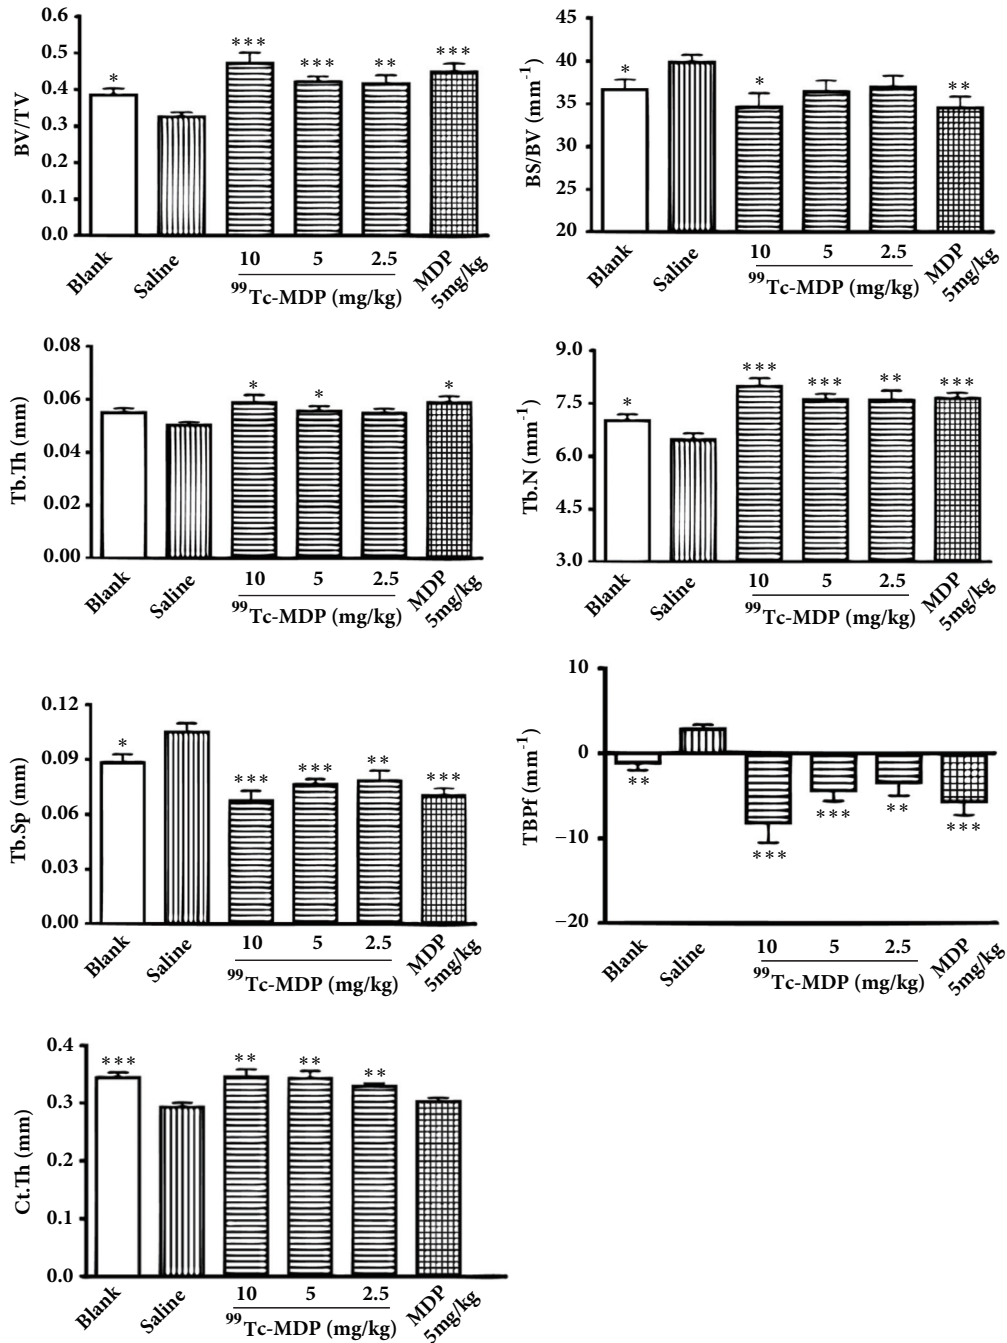 0.6
0.5
0.4
0.3
0.2
0.1
0.0
BV/TV
*
***
***
**
***
Blank
Saline
10 5 2.5
99Tc-MDP (mg/kg)
MDP
5mg/kg
40
35
30
25
20
BS/BV (mm-1)
*
*
**
Blank
Saline
10 5 2.5
99Tc-MDP (mg/kg)
MDP
5mg/kg
0.08
0.06
0.04
0.02
0.00
Tb.Th (mm)
*
*
*
Blank
Saline
10 5 2.5
99Tc-MDP (mg/kg)
MDP
5mg/kg
9.0
7.5
6.0
4.5
3.0
Tb.N (mm-1)
*
***
***
**
***
Blank
Saline
10 5 2.5
99Tc-MDP (mg/kg)
MDP
5mg/kg
0.12
0.09
0.06
0.03
0.00
Tb.Sp (mm)
*
***
***
**
***
Blank
Saline
10 5 2.5
99Tc-MDP (mg/kg)
MDP
5mg/kg
10
0
−10
−20
TBPf (mm-1)
**
***
***
**
***
Blank
Saline
10 5 2.5
99Tc-MDP (mg/kg)
MDP
5mg/kg
0.4
0.3
0.2
0.1
0.0
Ct.Th (mm)
***
**
**
**
Blank
Saline
10 5 2.5
99Tc-MDP (mg/kg)
MDP
5mg/kg